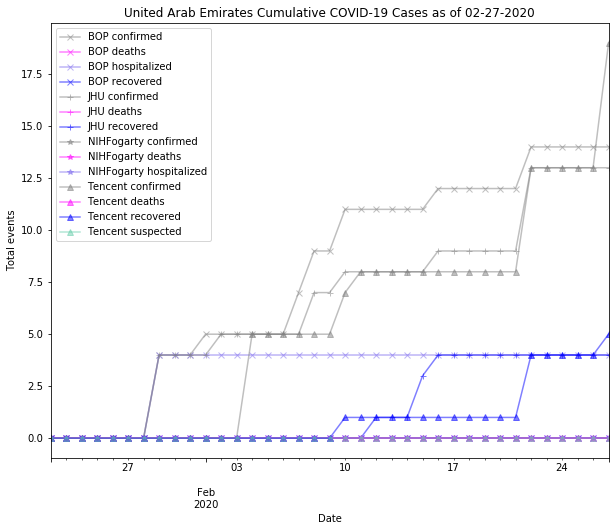 United Arab Emirates Cumulative COVID-19 Cases as of 02-27-2020
BOP confirmed
BOP deaths
BOP hospitalized
BOP recovered
JHU confirmed
JHU deaths
JHU recovered
NIHFogarty confirmed
NIHFogarty deaths
NIHFogarty hospitalized
Tencent confirmed
Tencent deaths
Tencent recovered
Tencent suspected
Total events
17.5
15.0
12.5
10.0
7.5
5.0
2.5
0.0
27 03 10 17 24
Feb
2020
Date